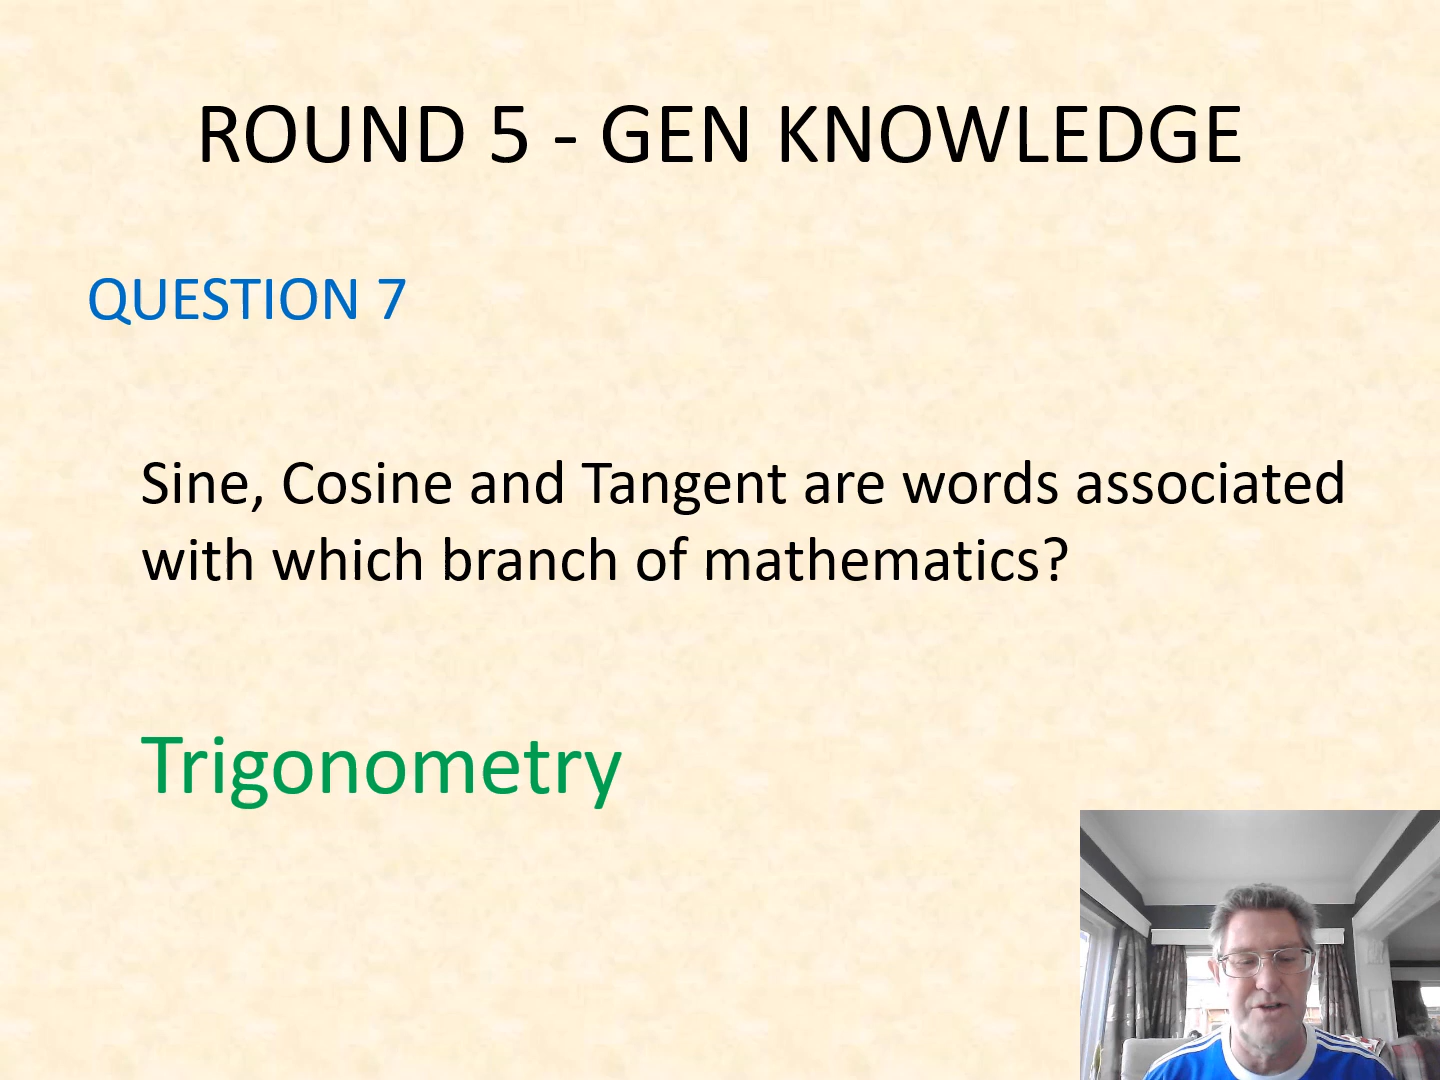 ROUND 5 - GEN KNOWLEDGE
QUESTION 7
Sine, Cosine and Tangent are words associated
with which branch of mathematics?
Trigonometry